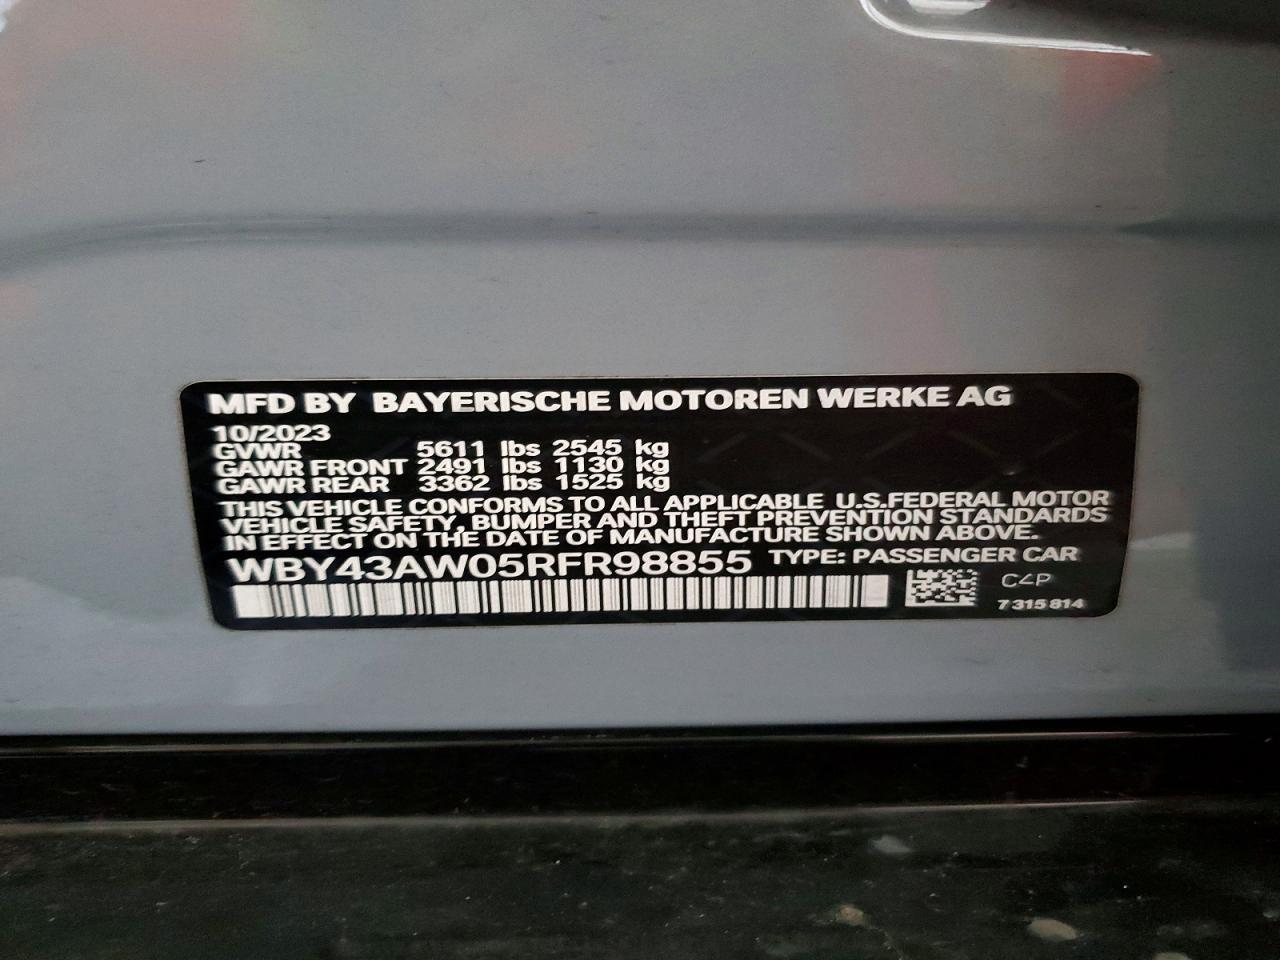 MFD BY BAYERISCHE MOTOREN WERKE AG
10/2023
GVWR 5611 lbs 2545 kg
GAWR FRONT 2491 lbs 1130 kg
GAWR REAR 3362 lbs 1525 kg
THIS VEHICLE CONFORMS TO ALL APPLICABLE U.S.FEDERAL MOTOR
VEHICLE SAFETY, BUMPER AND THEFT PREVENTION STANDARDS
IN EFFECT ON THE DATE OF MANUFACTURE SHOWN ABOVE.
WBY43AW05RFR98855 TYPE: PASSENGER CAR
C4P
7 315 814